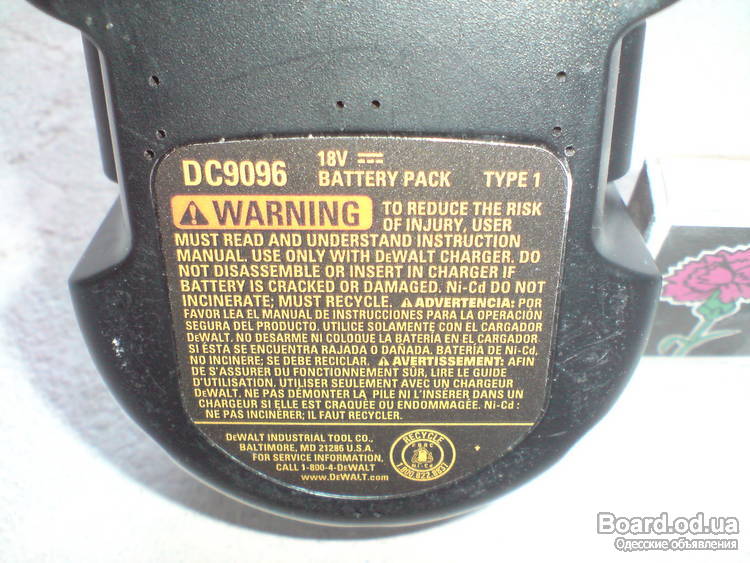 DC9096 18V BATTERY PACK TYPE 1
WARNING TO REDUCE THE RISK
OF INJURY, USER
MUST READ AND UNDERSTAND INSTRUCTION
MANUAL. USE ONLY WITH DEWALT CHARGER. DO
NOT DISASSEMBLE OR INSERT IN CHARGER IF
BATTERY IS CRACKED OR DAMAGED. Ni-Cd DO NOT
INCINERATE; MUST RECYCLE. ADVERTENCIA: POR
FAVOR LEA EL MANUAL DE INSTRUCCIONES PARA LA OPERACIÓN
SEGURA DEL PRODUCTO. UTILICE SOLAMENTE CON EL CARGADOR
DEWALT. NO DESARME NI COLOQUE LA BATERÍA EN EL CARGADOR
SI ÉSTA SE ENCUENTRA RAJADA O DAÑADA. BATERÍA DE Ni-Cd,
NO INCINERE; SE DEBE RECICLAR. AVERTISSEMENT: AFIN
DE S'ASSURER DU FONCTIONNEMENT SÛR, LIRE LE GUIDE
D'UTILISATION. UTILISER SEULEMENT AVEC UN CHARGEUR
DEWALT. NE PAS DÉMONTER LA PILE NI L'INSÉRER DANS UN
CHARGEUR SI ELLE EST CRAQUÉE OU ENDOMMAGÉE. Ni-Cd :
NE PAS INCINÉRER; IL FAUT RECYCLER.
DEWALT INDUSTRIAL TOOL CO.,
BALTIMORE, MD 21286 U.S.A.
FOR SERVICE INFORMATION,
CALL 1-800-4-DEWALT
www.DEWALT.com
RECYCLE
RBRC
Ni-Cd
1.800.822.8837
Board.od.ua
Одесские объявления